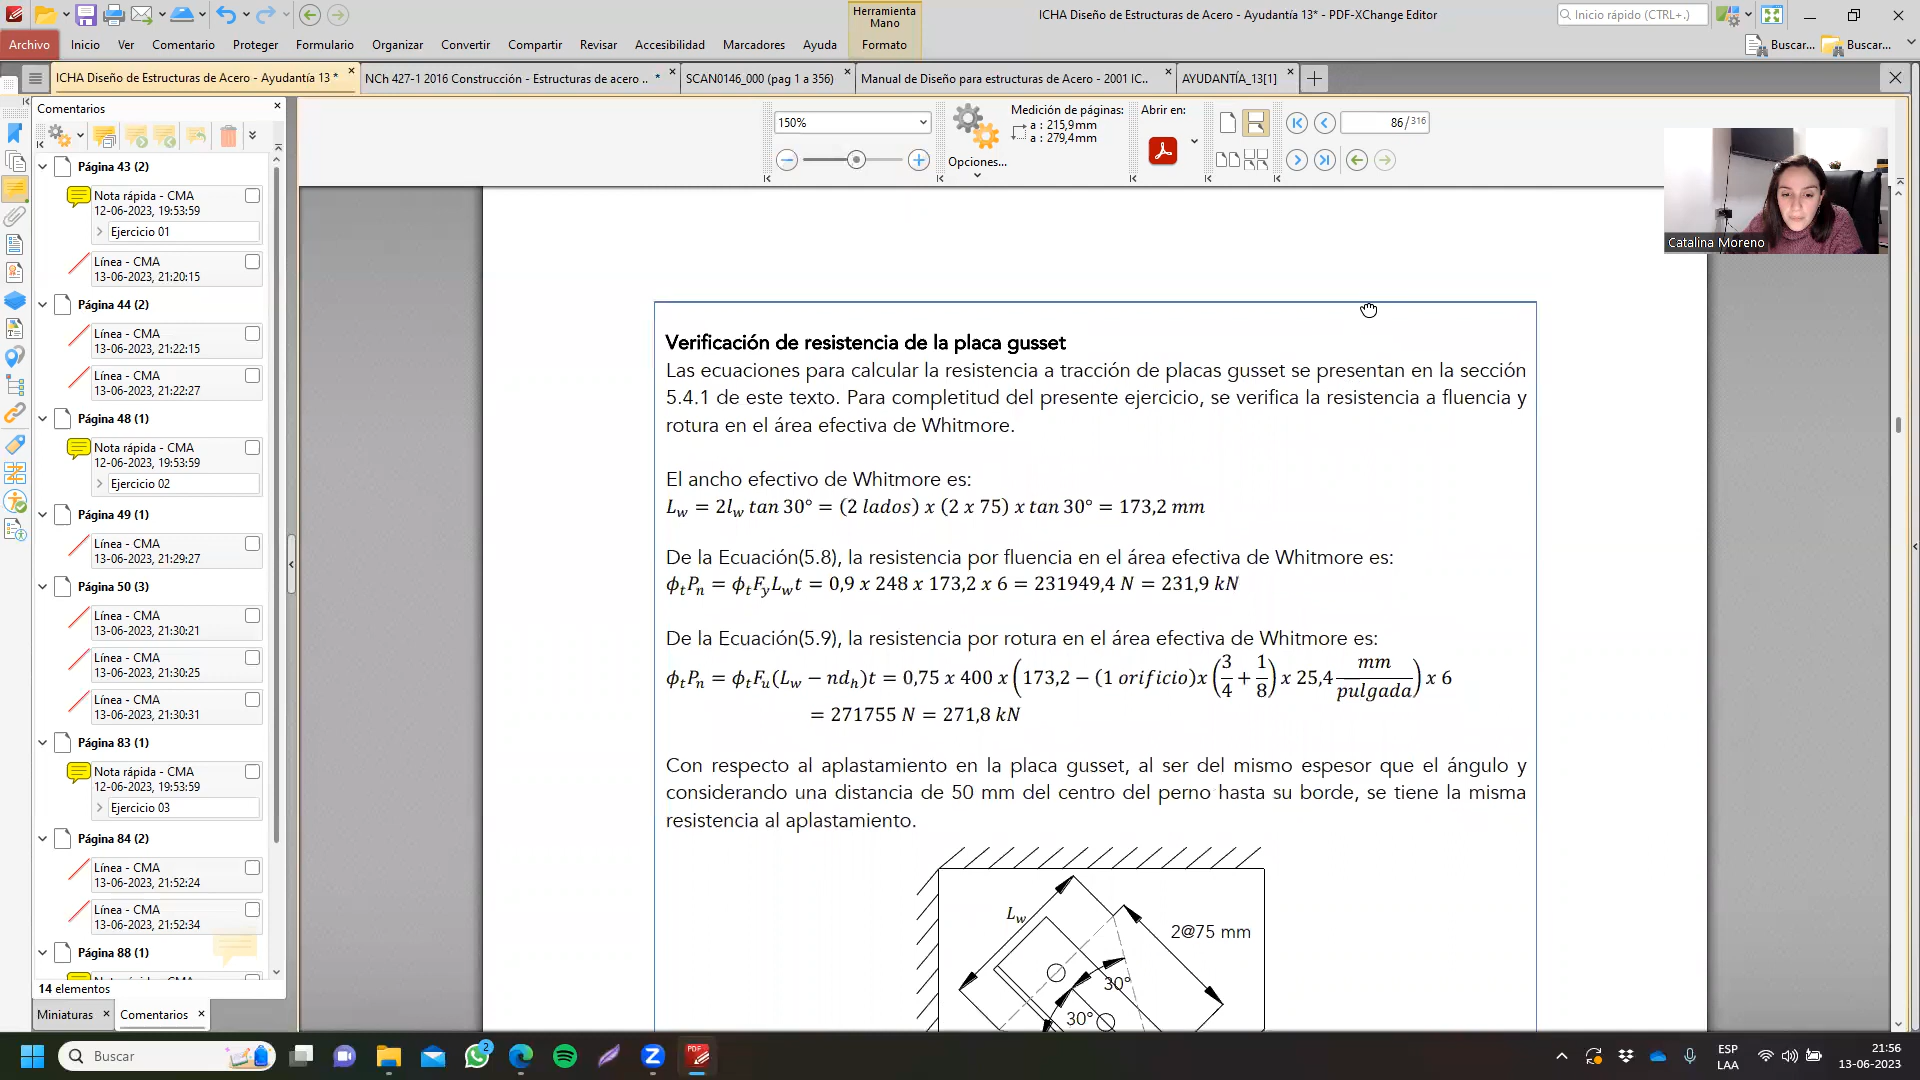 Herramienta
Mano
ICHA Diseño de Estructuras de Acero - Ayudantía 13* - PDF-XChange Editor
Inicio rápido (CTRL+.)
Archivo Inicio Ver Comentario Proteger Formulario Organizar Convertir Compartir Revisar Accesibilidad Marcadores Ayuda Formato
Buscar... Buscar...
ICHA Diseño de Estructuras de Acero - Ayudantía 13 * NCh 427-1 2016 Construcción - Estructuras de acero .. * SCAN0146_000 (pag 1 a 356) Manual de Diseño para estructuras de Acero - 2001 IC.. AYUDANTÍA_13[1]
Comentarios
150%
Opciones...
Medición de páginas:
a : 215,9mm
a : 279,4mm
Abrir en:
86 / 316
Catalina Moreno
Página 43 (2)
Nota rápida - CMA
12-06-2023, 19:53:59
Ejercicio 01
Línea - CMA
13-06-2023, 21:20:15
Página 44 (2)
Línea - CMA
13-06-2023, 21:22:15
Línea - CMA
13-06-2023, 21:22:27
Página 48 (1)
Nota rápida - CMA
12-06-2023, 19:53:59
Ejercicio 02
Página 49 (1)
Línea - CMA
13-06-2023, 21:29:27
Página 50 (3)
Línea - CMA
13-06-2023, 21:30:21
Línea - CMA
13-06-2023, 21:30:25
Línea - CMA
13-06-2023, 21:30:31
Página 83 (1)
Nota rápida - CMA
12-06-2023, 19:53:59
Ejercicio 03
Página 84 (2)
Línea - CMA
13-06-2023, 21:52:24
Línea - CMA
13-06-2023, 21:52:34
Página 88 (1)
14 elementos
Miniaturas Comentarios
Verificación de resistencia de la placa gusset
Las ecuaciones para calcular la resistencia a tracción de placas gusset se presentan en la sección
5.4.1 de este texto. Para completitud del presente ejercicio, se verifica la resistencia a fluencia y
rotura en el área efectiva de Whitmore.
El ancho efectivo de Whitmore es:
L_w = 2l_w tan 30° = (2 lados) x (2 x 75) x tan 30° = 173,2 mm
De la Ecuación(5.8), la resistencia por fluencia en el área efectiva de Whitmore es:
ϕ_tP_n = ϕ_tF_yL_wt = 0,9 x 248 x 173,2 x 6 = 231949,4 N = 231,9 kN
De la Ecuación(5.9), la resistencia por rotura en el área efectiva de Whitmore es:
ϕ_tP_n = ϕ_tF_u(L_w − nd_h)t = 0,75 x 400 x (173,2 − (1 orificio)x (3/4 + 1/8) x 25,4 mm/pulgada) x 6
= 271755 N = 271,8 kN
Con respecto al aplastamiento en la placa gusset, al ser del mismo espesor que el ángulo y
considerando una distancia de 50 mm del centro del perno hasta su borde, se tiene la misma
resistencia al aplastamiento.
L_w
2@75 mm
30°
30°
Buscar
2
ESP
LAA
21:56
13-06-2023